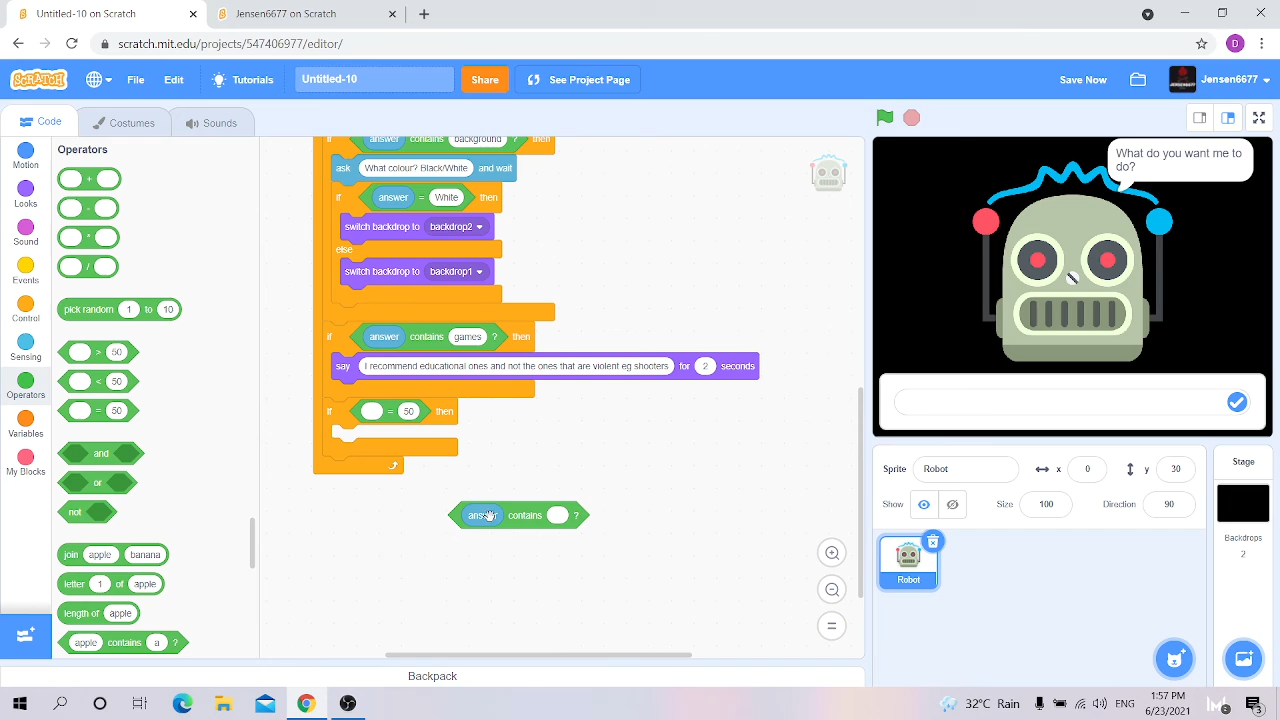 Untitled-10 on Scratch
Jensen6677 on Scratch
scratch.mit.edu/projects/547406977/editor/
D
SCRATCH
File
Edit
Tutorials
Untitled-10
Share
See Project Page
Save Now
Jensen6677
Code
Costumes
Sounds
Motion
Looks
Sound
Events
Control
Sensing
Operators
Variables
My Blocks
Operators
+
-
*
/
pick random 1 to 10
> 50
< 50
= 50
and
or
not
join apple banana
letter 1 of apple
length of apple
apple contains a ?
if answer contains background ? then
ask What colour? Black/White and wait
if answer = White then
switch backdrop to backdrop2
else
switch backdrop to backdrop1
if answer contains games ? then
say I recommend educational ones and not the ones that are violent eg shooters for 2 seconds
if = 50 then
answer contains ?
What do you want me to
do?
Sprite Robot x 0 y 30
Show Size 100 Direction 90
Robot
Stage
Backdrops
2
Backpack
32°C Rain
ENG
1:57 PM
6/23/2021